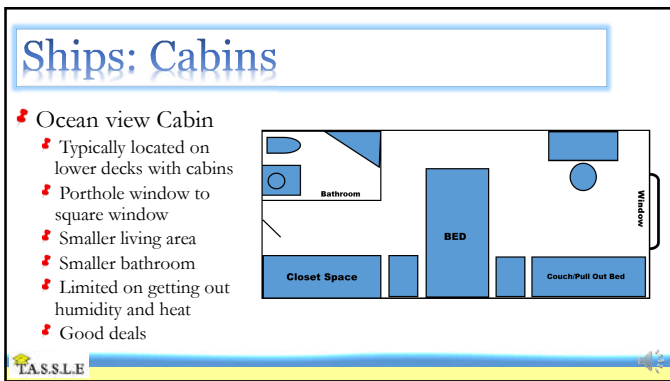 Ships: Cabins
Ocean view Cabin
Typically located on
lower decks with cabins
Porthole window to
square window
Smaller living area
Smaller bathroom
Limited on getting out
humidity and heat
Good deals
Bathroom
Window
BED
Closet Space
Couch/Pull Out Bed
T.A.S.S.L.E